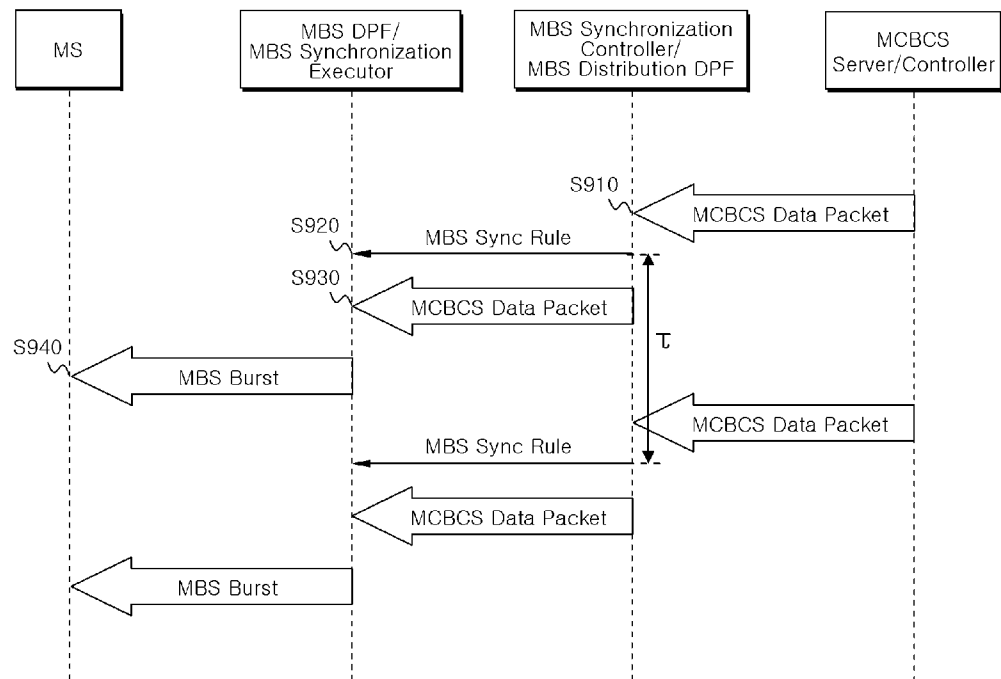 MS
MBS DPF/
MBS Synchronization
Executor
MBS Synchronization
Controller/
MBS Distribution DPF
MCBCS
Server/Controller
S910
MCBCS Data Packet
S920
MBS Sync Rule
S930
MCBCS Data Packet
τ
S940
MBS Burst
MCBCS Data Packet
MBS Sync Rule
MCBCS Data Packet
MBS Burst